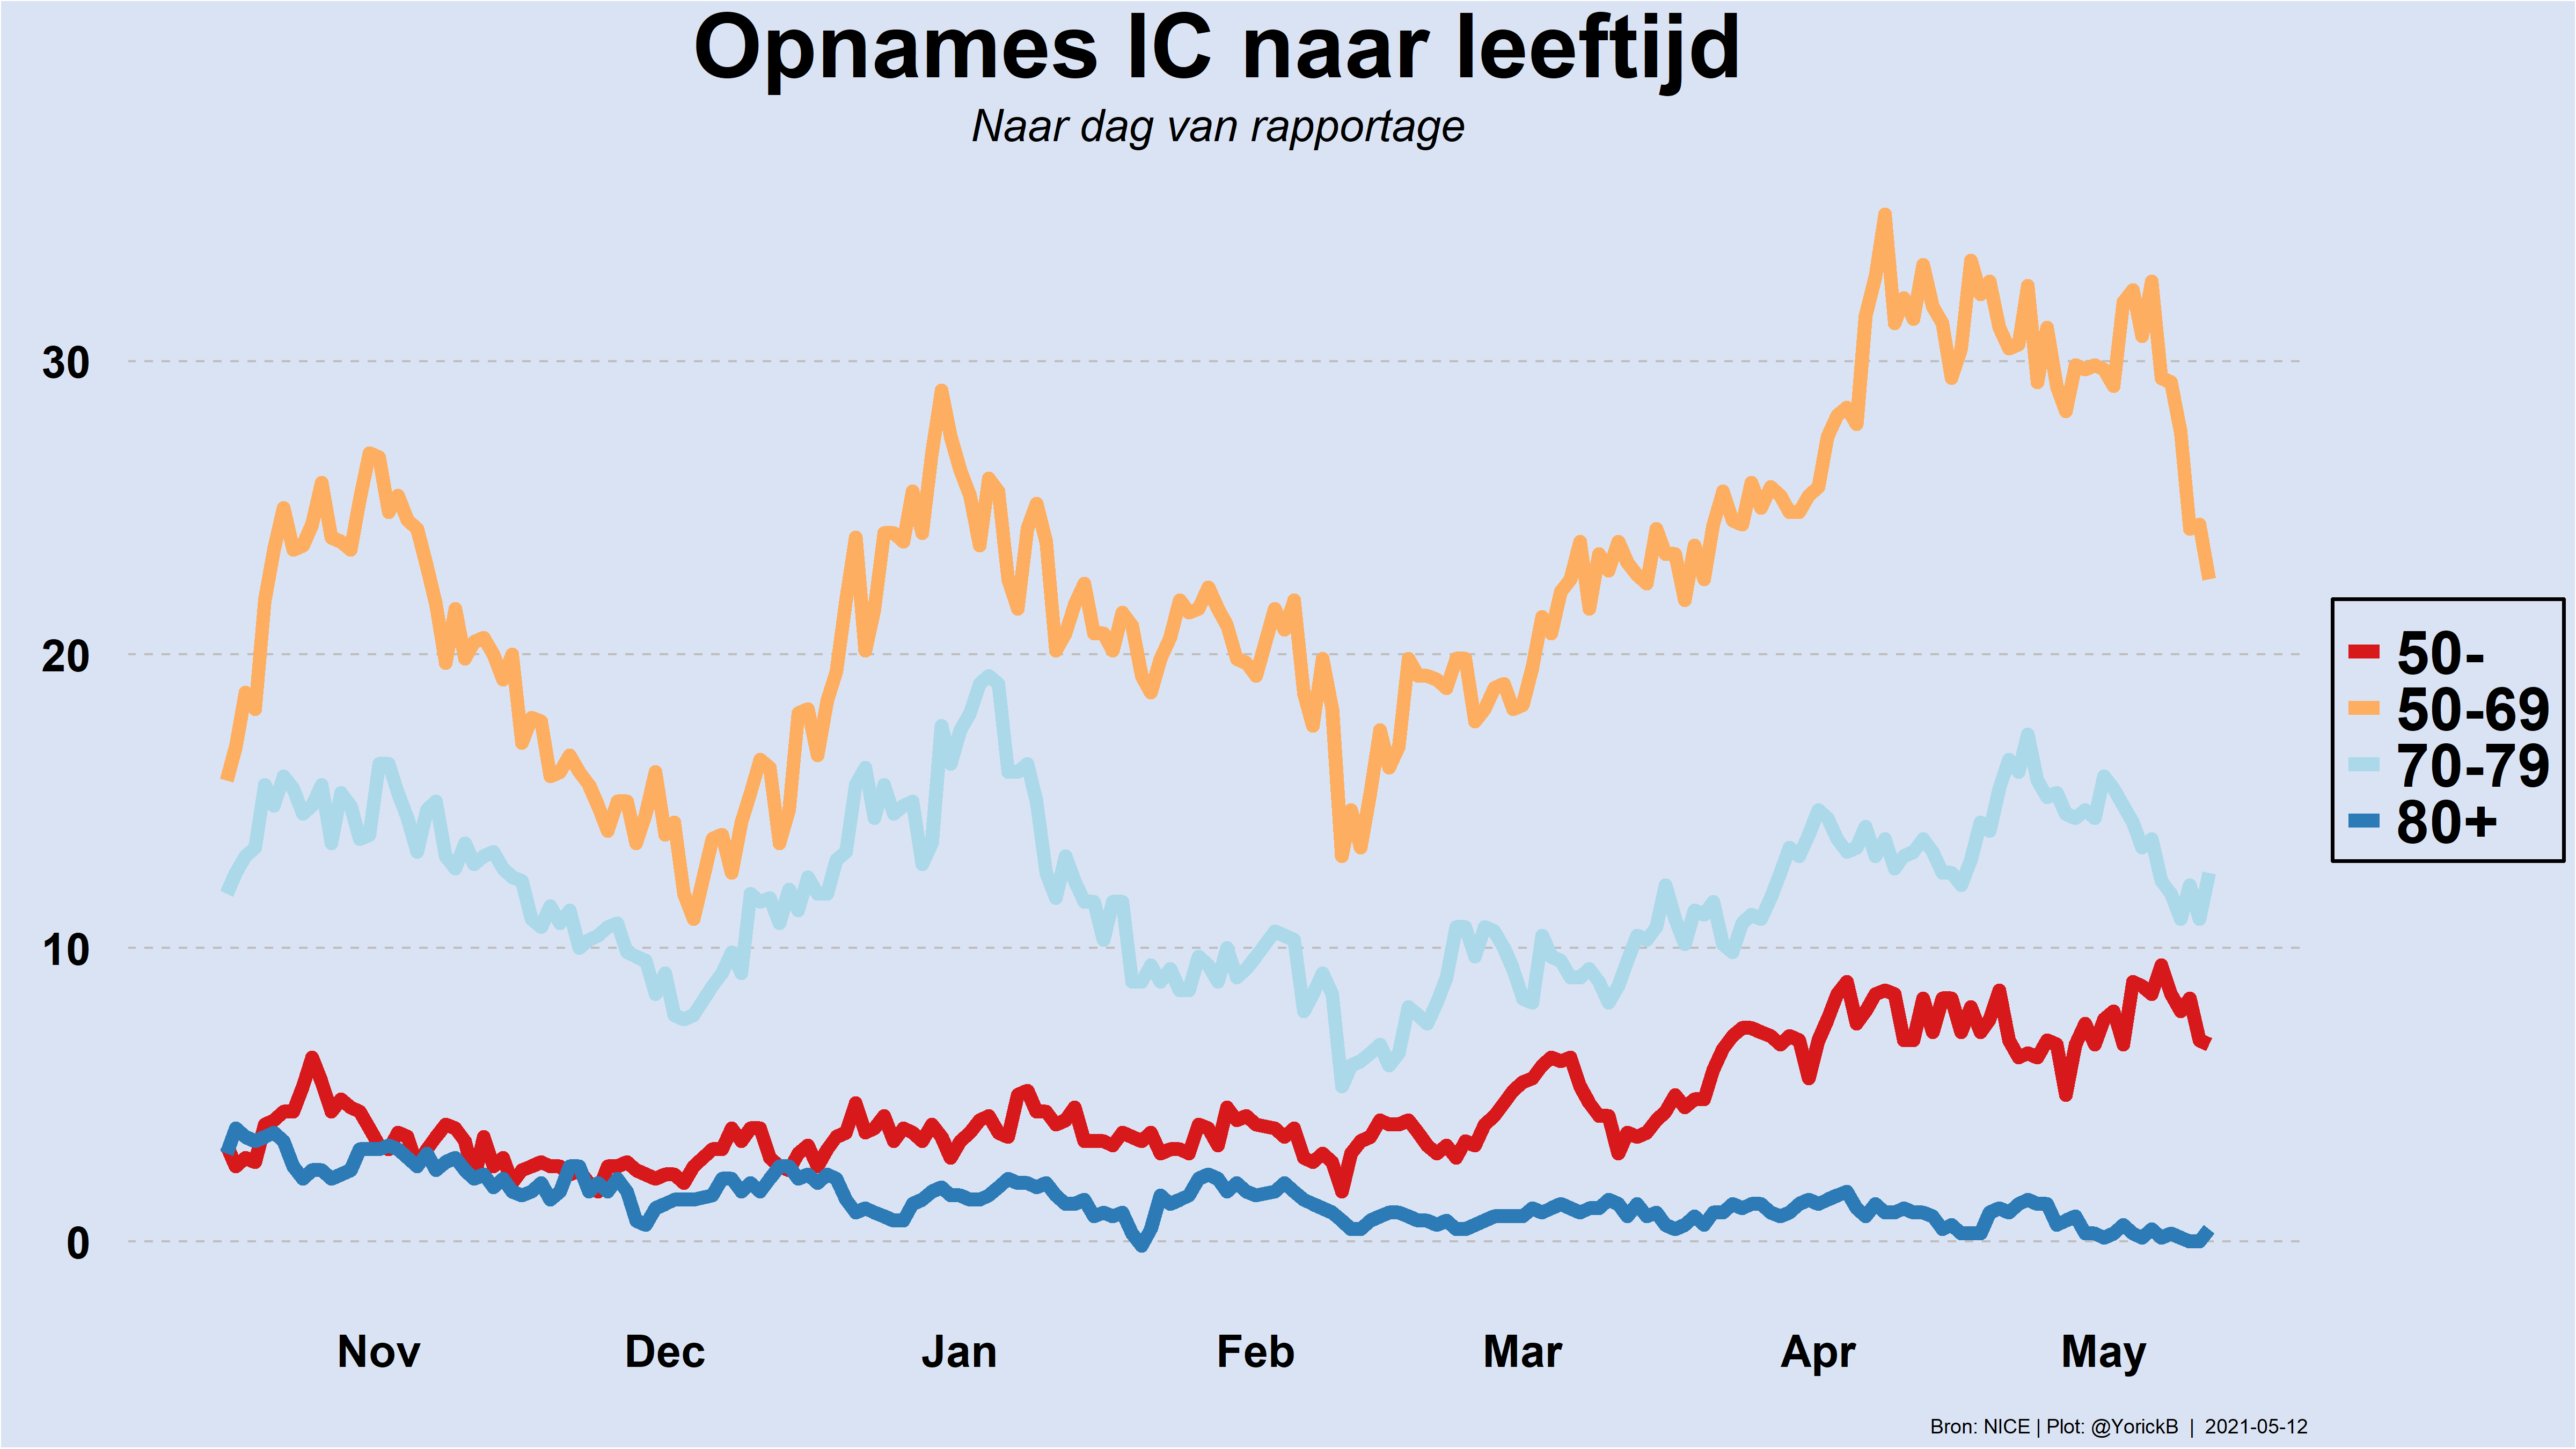 Opnames IC naar leeftijd
Naar dag van rapportage
30
20
10
0
Nov Dec Jan Feb Mar Apr May
50-
50-69
70-79
80+
Bron: NICE | Plot: @YorickB | 2021-05-12